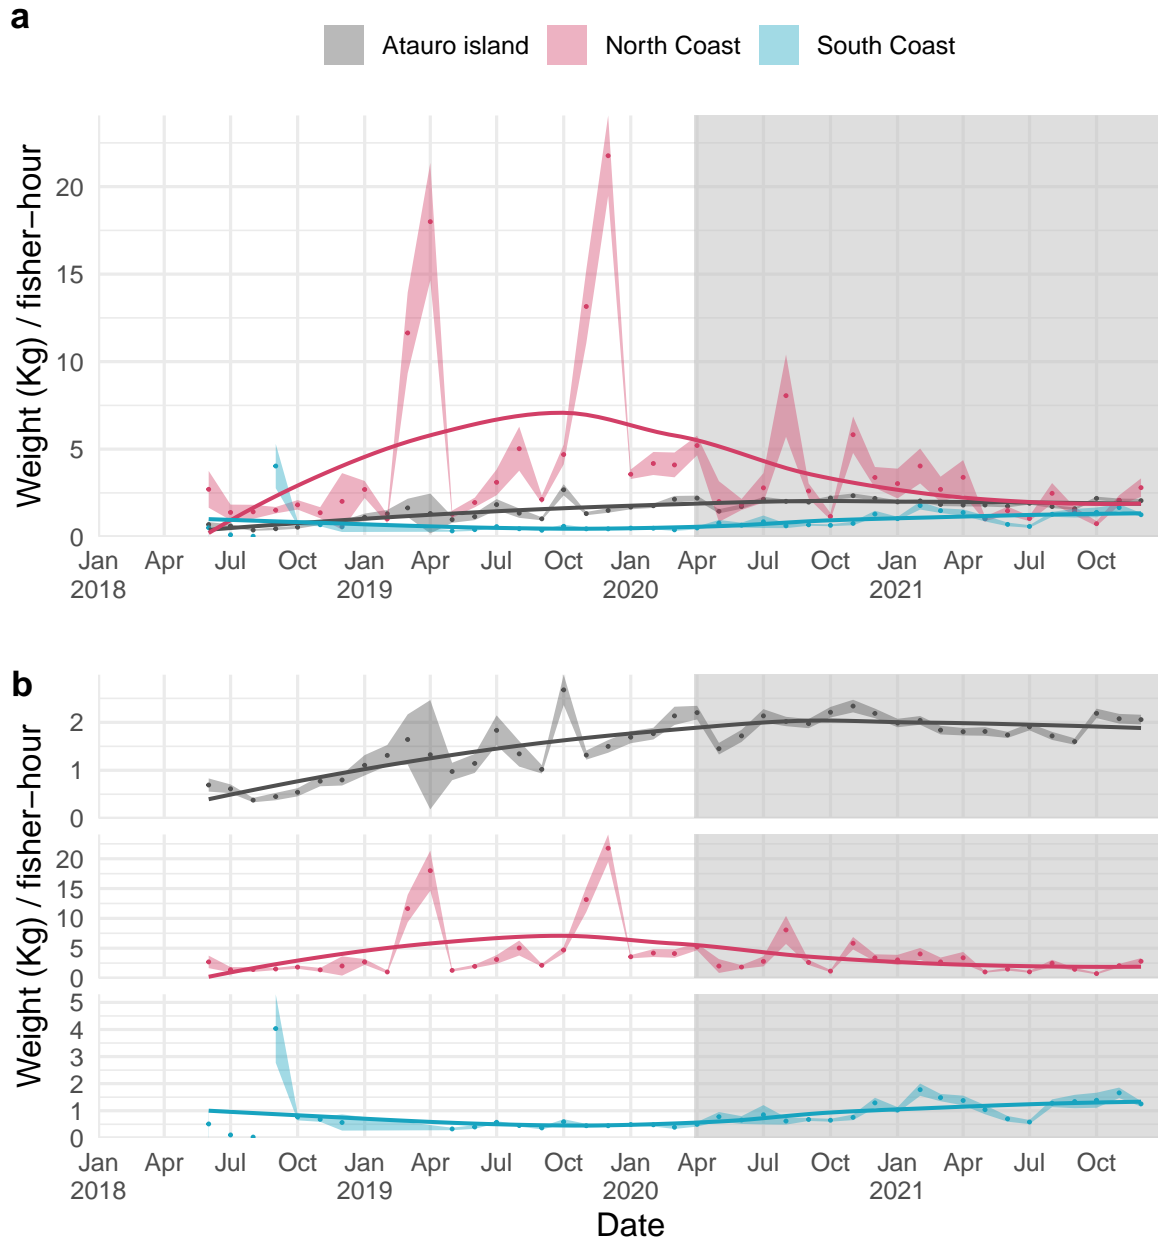 a
Atauro island North Coast South Coast
Weight (Kg) / fisher−hour
20
15
10
5
0
Jan Apr Jul Oct Jan Apr Jul Oct Jan Apr Jul Oct Jan Apr Jul Oct
2018 2019 2020 2021
b
Weight (Kg) / fisher−hour
2
1
0
20
15
10
5
0
5
4
3
2
1
0
Jan Apr Jul Oct Jan Apr Jul Oct Jan Apr Jul Oct Jan Apr Jul Oct
2018 2019 2020 2021
Date